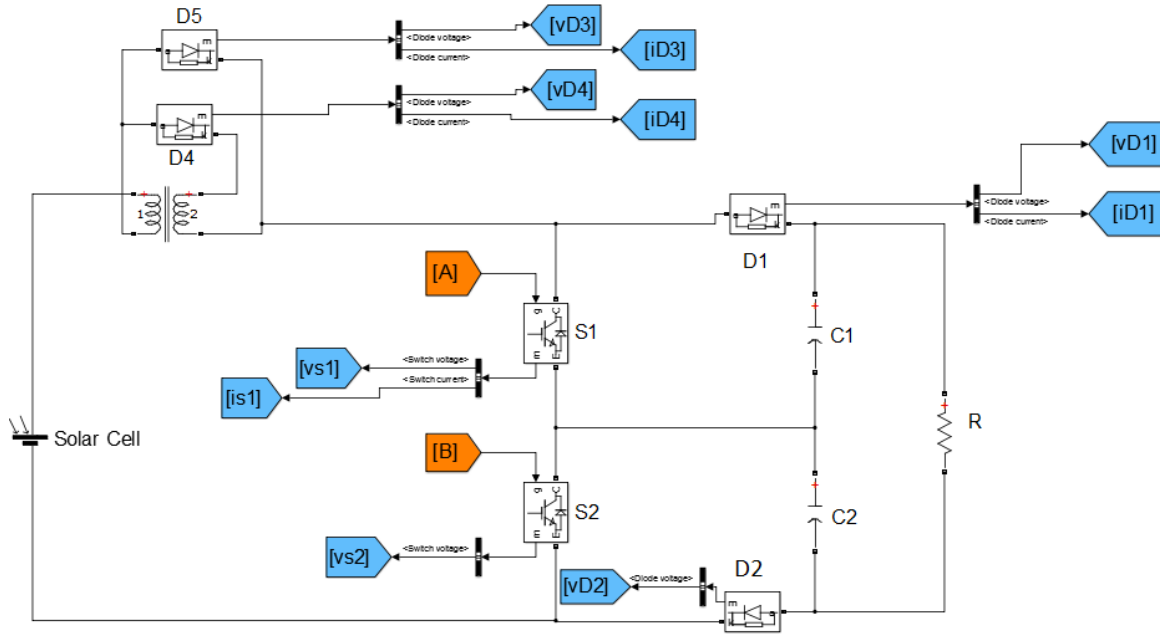 D5
m
a
k
<Diode voltage>
<Diode current>
[vD3]
[iD3]
m
a
k
D4
<Diode voltage>
<Diode current>
[vD4]
[iD4]
+
1
+
2
m
a
k
D1
<Diode voltage>
<Diode current>
[vD1]
[iD1]
[A]
g
C
m
E
S1
<Switch voltage>
<Switch current>
[vs1]
[is1]
+
C1
+
R
Solar Cell
[B]
g
C
m
E
S2
<Switch voltage>
[vs2]
+
C2
D2
<Diode voltage>
[vD2]
m
k
a